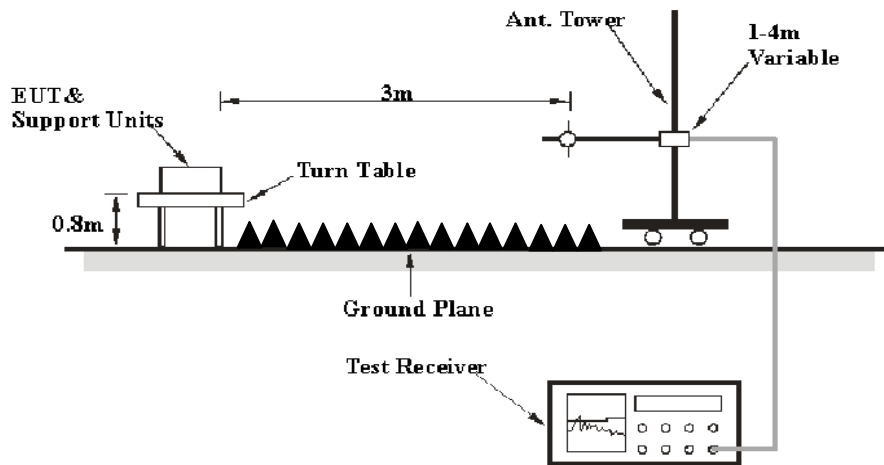 Ant. Tower
1-4m
Variable
3m
EUT&
Support Units
Turn Table
0.8m
Ground Plane
Test Receiver